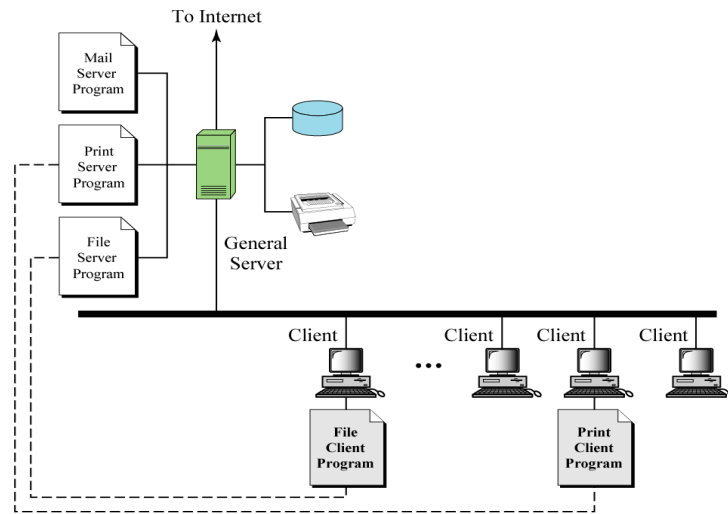 To Internet
Mail
Server
Program
Print
Server
Program
File
Server
Program
General
Server
Client
Client
Client
Client
File
Client
Program
Print
Client
Program